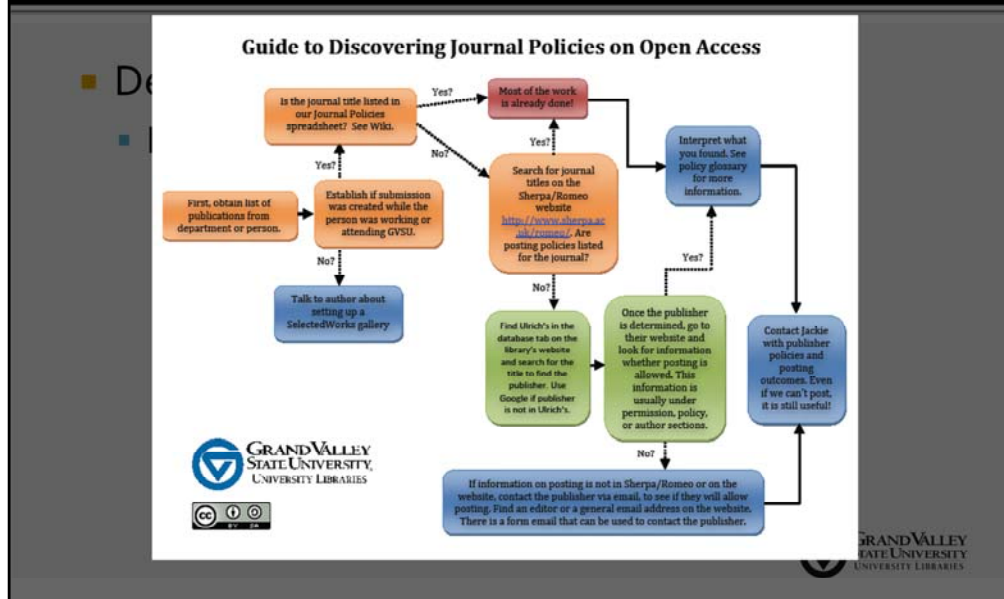 Guide to Discovering Journal Policies on Open Access
De
Yes?
Most of the work
is already done!
Is the journal title listed in
our Journal Policies
spreadsheet? See Wiki.
No?
Yes?
Yes?
Interpret what
you found. See
policy glossary
for more
information.
Search for journal
titles on the
Sherpa/Romeo
website
http://www.sherpa.ac
.uk/romeo/. Are
posting policies listed
for the journal?
First, obtain list of
publications from
department or person.
Establish if submission
was created while the
person was working or
attending GVSU.
No?
Yes?
No?
Talk to author about
setting up a
SelectedWorks gallery
Find Ulrich's in the
database tab on the
library's website
and search for the
title to find the
publisher. Use
Google if publisher
is not in Ulrich's.
Once the publisher
is determined, go to
their website and
look for information
whether posting is
allowed. This
information is
usually under
permission, policy,
or author sections.
Contact Jackie
with publisher
policies and
posting
outcomes. Even
if we can't post,
it is still useful!
No?
If information on posting is not in Sherpa/Romeo or on the
website, contact the publisher via email, to see if they will allow
posting. Find an editor or a general email address on the website.
There is a form email that can be used to contact the publisher.
GRAND VALLEY
STATE UNIVERSITY,
UNIVERSITY LIBRARIES
cc
BY SA
GRAND VALLEY
STATE UNIVERSITY
UNIVERSITY LIBRARIES